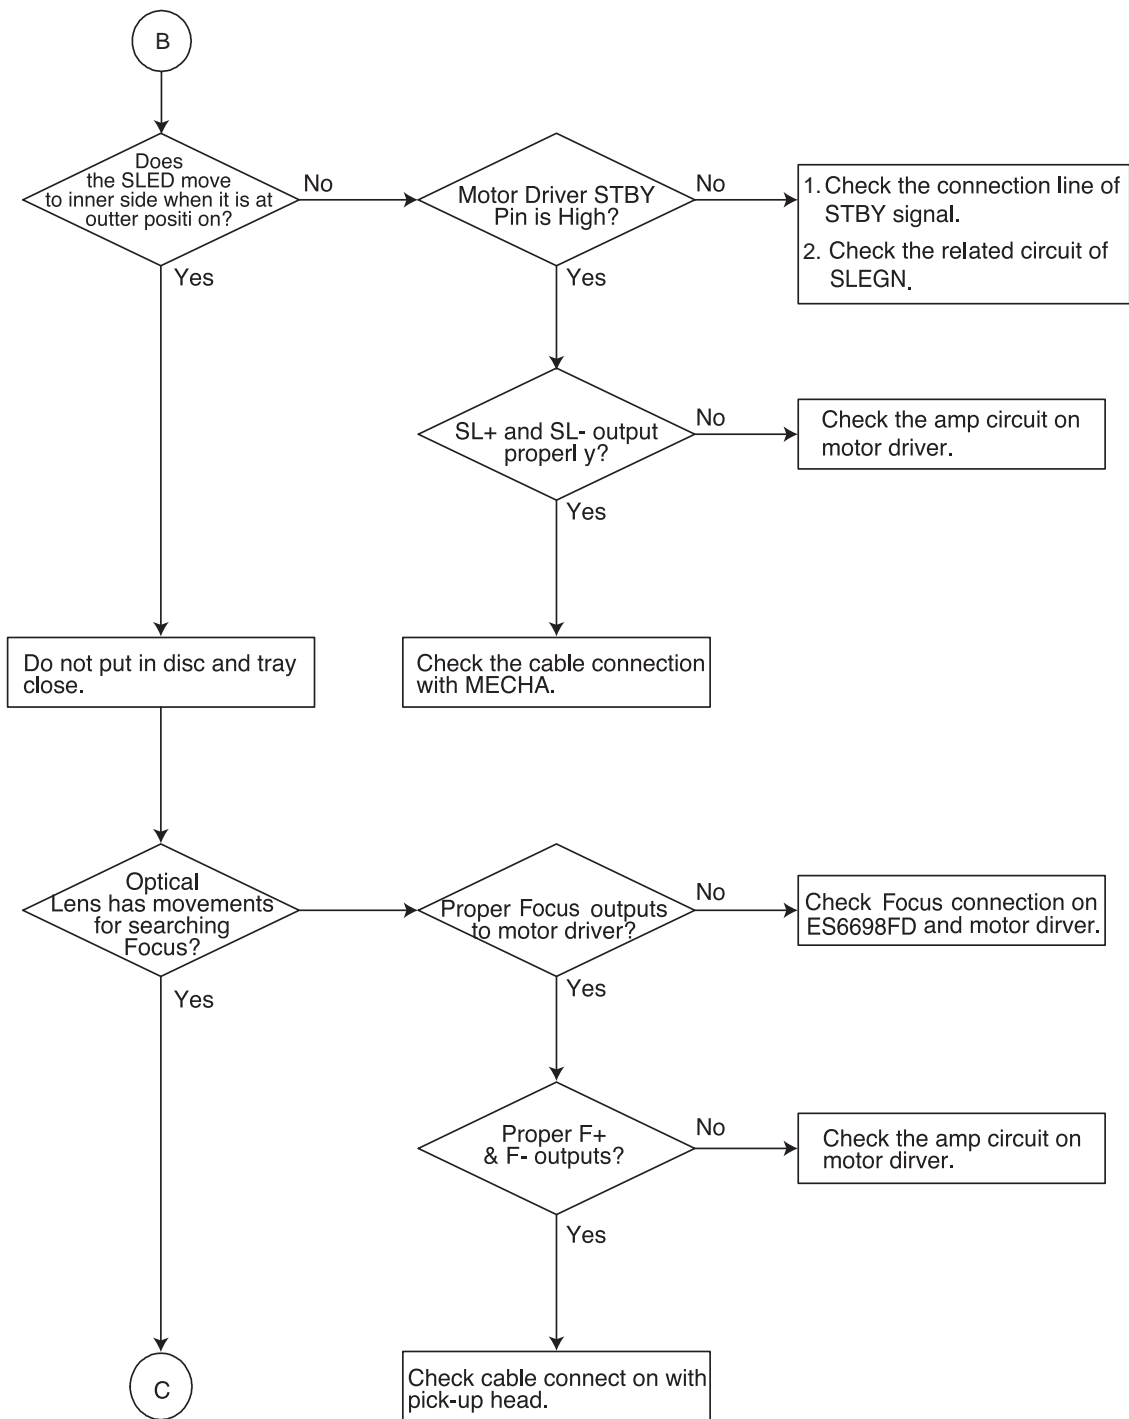 B
Does
the SLED move
to inner side when it is at
outter positi on?
No
Yes
Motor Driver STBY
Pin is High?
No
Yes
1. Check the connection line of
STBY signal.
2. Check the related circuit of
SLEGN.
SL+ and SL- output
properl y?
No
Yes
Check the amp circuit on
motor driver.
Do not put in disc and tray
close.
Check the cable connection
with MECHA.
Optical
Lens has movements
for searching
Focus?
Yes
Proper Focus outputs
to motor driver?
No
Yes
Check Focus connection on
ES6698FD and motor dirver.
Proper F+
& F- outputs?
No
Yes
Check the amp circuit on
motor dirver.
C
Check cable connect on with
pick-up head.